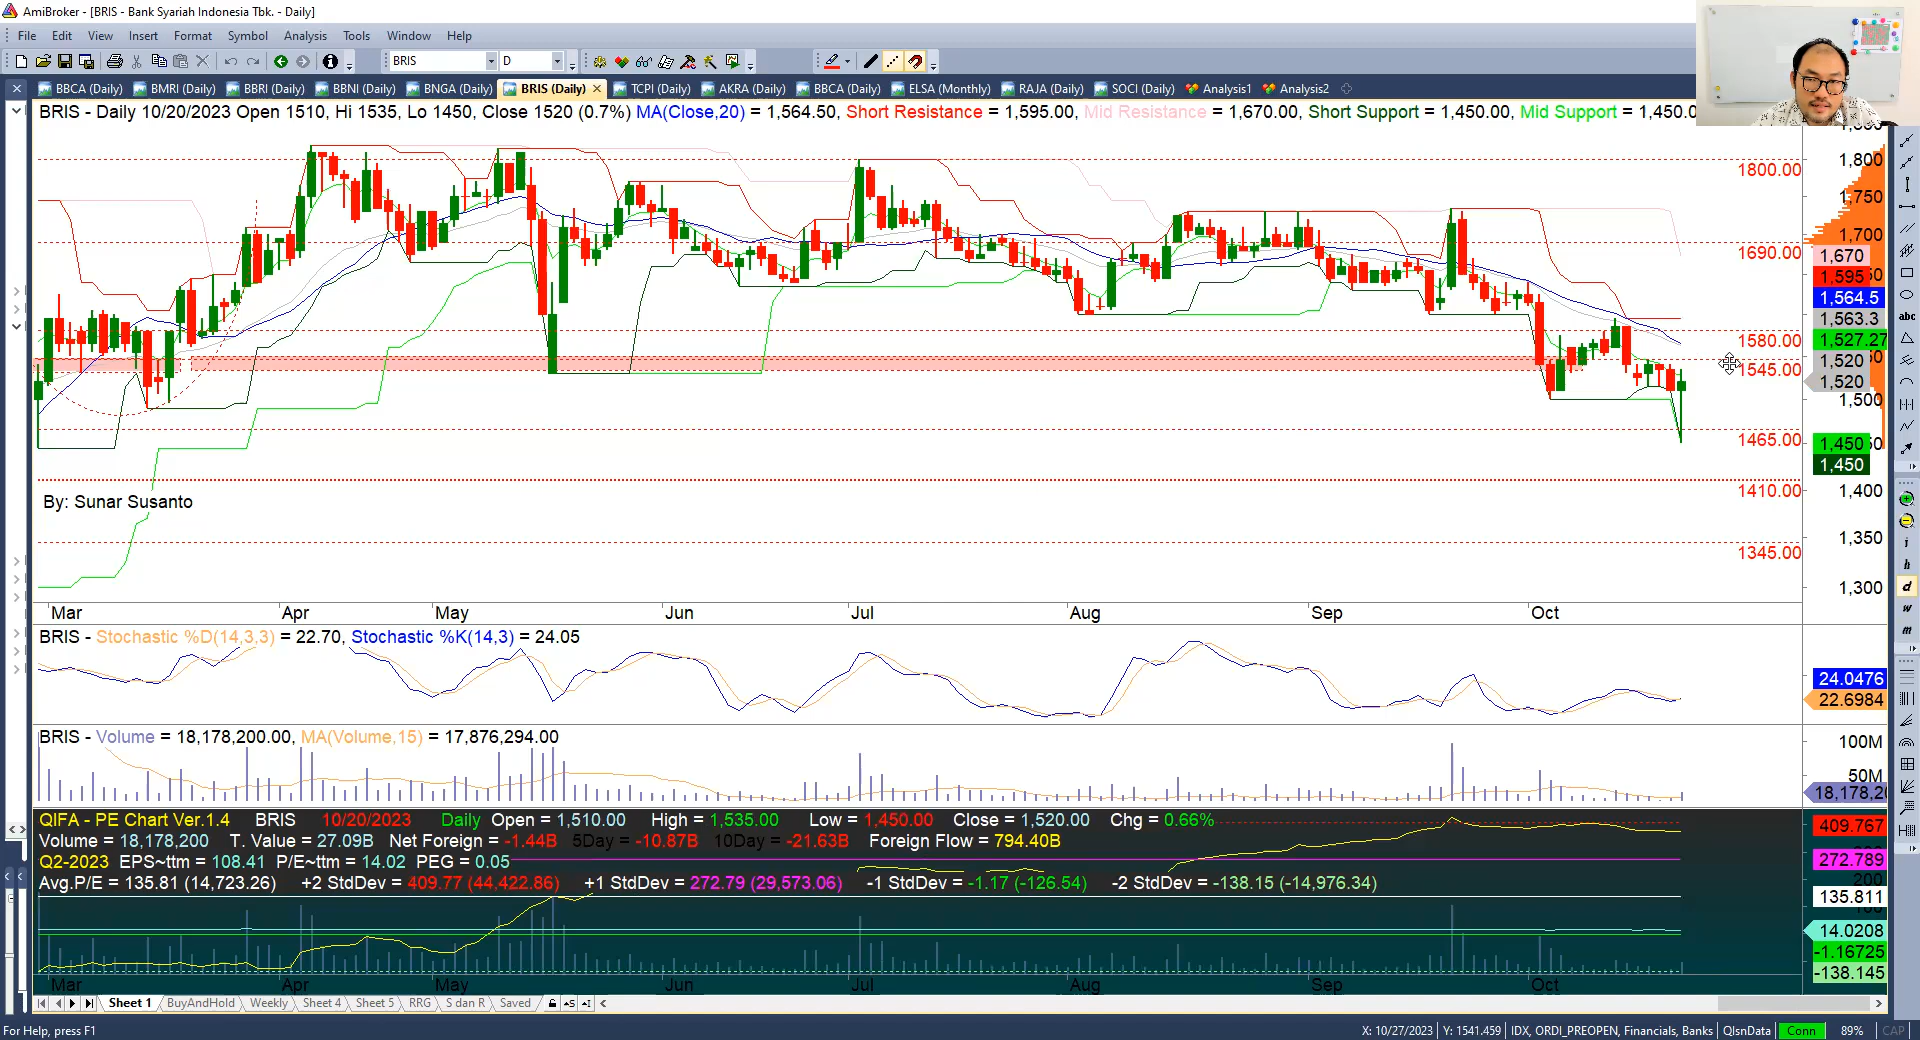 AmiBroker - [BRIS - Bank Syariah Indonesia Tbk. - Daily]
File Edit View Insert Format Symbol Analysis Tools Window Help
BRIS D
BBCA (Daily) BMRI (Daily) BBRI (Daily) BBNI (Daily) BNGA (Daily) BRIS (Daily) TCPI (Daily) AKRA (Daily) BBCA (Daily) ELSA (Monthly) RAJA (Daily) SOCI (Daily) Analysis1 Analysis2
BRIS - Daily 10/20/2023 Open 1510, Hi 1535, Lo 1450, Close 1520 (0.7%) MA(Close,20) = 1,564.50, Short Resistance = 1,595.00, Mid Resistance = 1,670.00, Short Support = 1,450.00, Mid Support = 1,450.0
1,800
1800.00
1,750
1,700
1690.00
1,670
1,595
1,564.5
1,563.3
1580.00
1,527.27
1,520
1545.00
1,520
1,500
1465.00
1,450
1,450
1410.00
1,400
By: Sunar Susanto
1,350
1345.00
1,300
Mar Apr May Jun Jul Aug Sep Oct
BRIS - Stochastic %D(14,3,3) = 22.70, Stochastic %K(14,3) = 24.05
24.0476
22.6984
BRIS - Volume = 18,178,200.00, MA(Volume,15) = 17,876,294.00
100M
50M
18,178,20
QIFA - PE Chart Ver.1.4 BRIS 10/20/2023 Daily Open = 1,510.00 High = 1,535.00 Low = 1,450.00 Close = 1,520.00 Chg = 0.66%
Volume = 18,178,200 T. Value = 27.09B Net Foreign = -1.44B 5Day = -10.87B 10Day = -21.63B Foreign Flow = 794.40B
Q2-2023 EPS~ttm = 108.41 P/E~ttm = 14.02 PEG = 0.05
Avg.P/E = 135.81 (14,723.26) +2 StdDev = 409.77 (44,422.86) +1 StdDev = 272.79 (29,573.06) -1 StdDev = -1.17 (-126.54) -2 StdDev = -138.15 (-14,976.34)
409.767
272.789
135.811
14.0208
-1.16725
-138.145
Mar Apr May Jun Jul Aug Sep Oct
Sheet 1 BuyAndHold Weekly Sheet 4 Sheet 5 RRG S dan R Saved
For Help, press F1 X: 10/27/2023 Y: 1541.459 IDX, ORDI_PREOPEN, Financials, Banks QlsnData Conn 89% CAP
abc
i
h
d
w
m